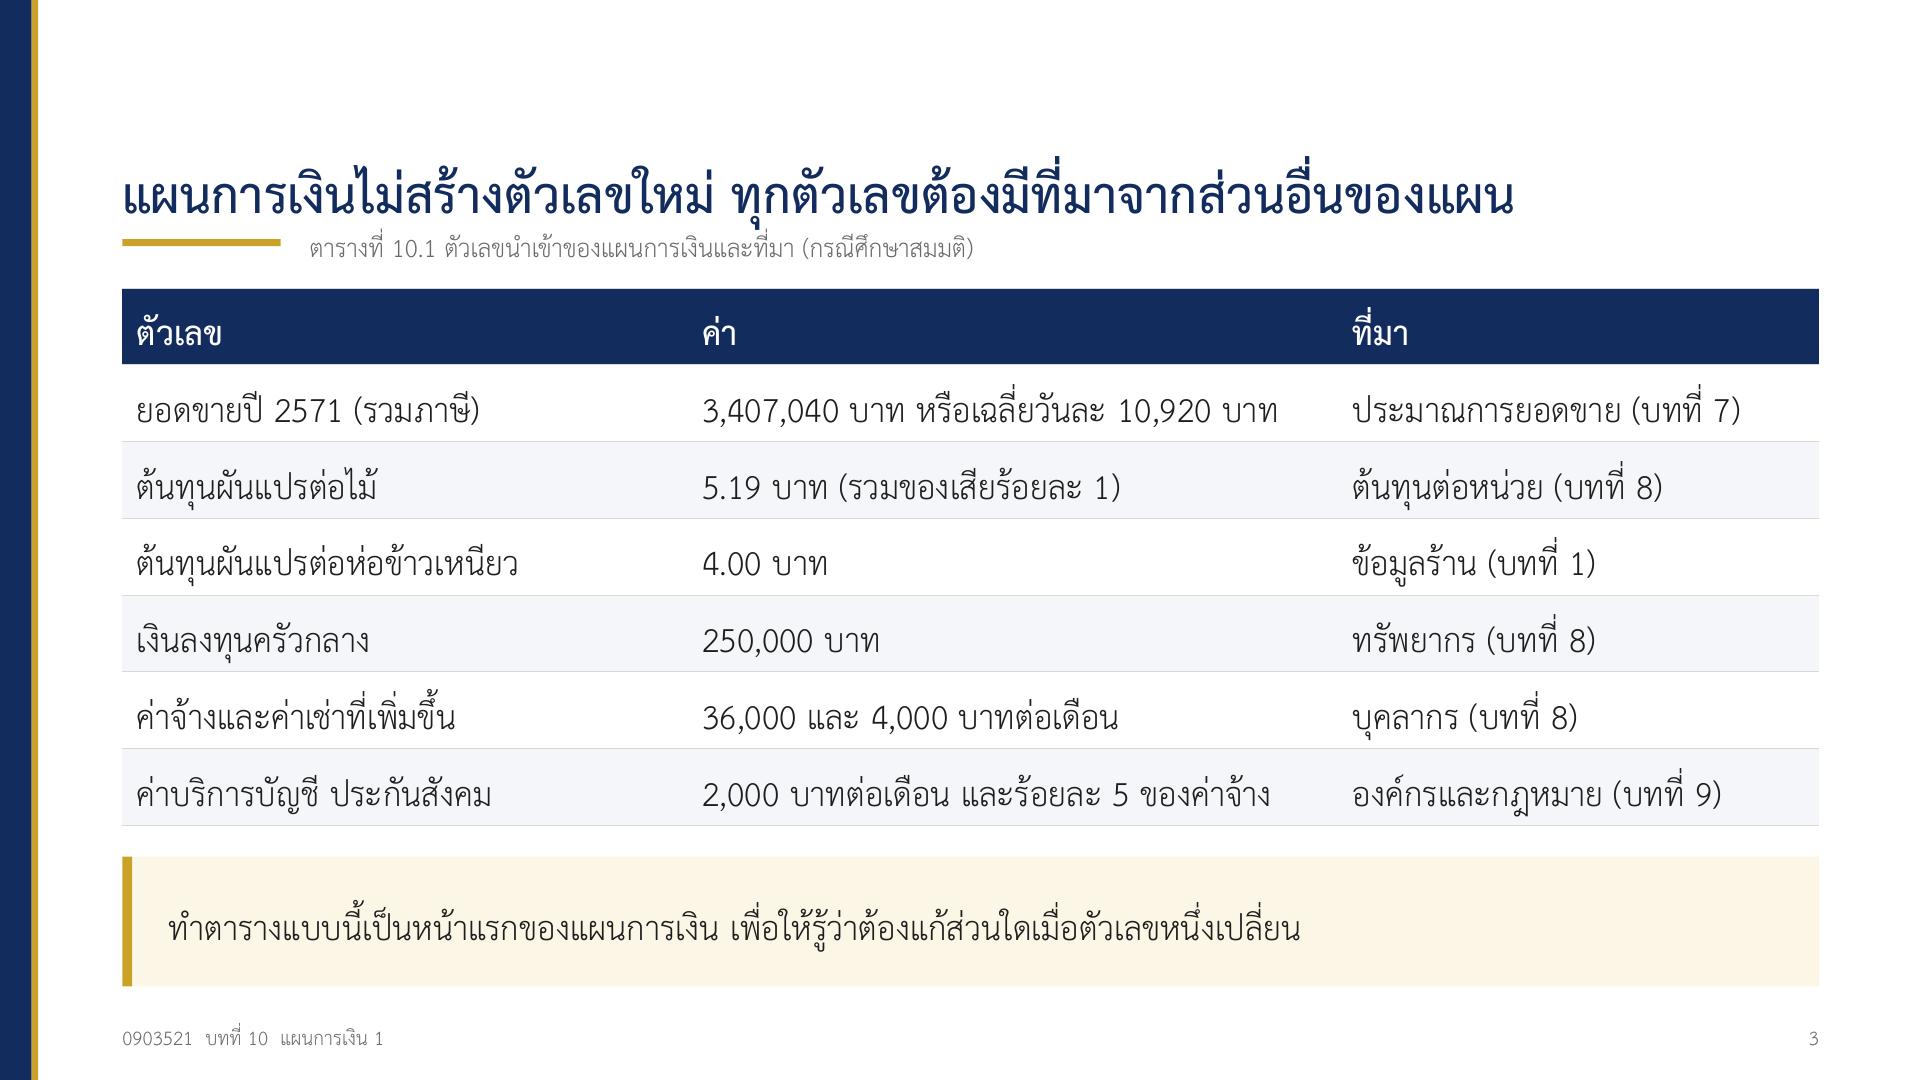 แผนการเงินไม่สร้างตัวเลขใหม่ ทุกตัวเลขต้องมีที่มาจากส่วนอื่นของแผน
ตารางที่ 10.1 ตัวเลขนำเข้าของแผนการเงินและที่มา (กรณีศึกษาสมมติ)
ตัวเลข ค่า ที่มา
ยอดขายปี 2571 (รวมภาษี) 3,407,040 บาท หรือเฉลี่ยวันละ 10,920 บาท ประมาณการยอดขาย (บทที่ 7)
ต้นทุนผันแปรต่อไม้ 5.19 บาท (รวมของเสียร้อยละ 1) ต้นทุนต่อหน่วย (บทที่ 8)
ต้นทุนผันแปรต่อห่อข้าวเหนียว 4.00 บาท ข้อมูลร้าน (บทที่ 1)
เงินลงทุนครัวกลาง 250,000 บาท ทรัพยากร (บทที่ 8)
ค่าจ้างและค่าเช่าที่เพิ่มขึ้น 36,000 และ 4,000 บาทต่อเดือน บุคลากร (บทที่ 8)
ค่าบริการบัญชี ประกันสังคม 2,000 บาทต่อเดือน และร้อยละ 5 ของค่าจ้าง องค์กรและกฎหมาย (บทที่ 9)
ทำตารางแบบนี้เป็นหน้าแรกของแผนการเงิน เพื่อให้รู้ว่าต้องแก้ส่วนใดเมื่อตัวเลขหนึ่งเปลี่ยน
0903521 บทที่ 10 แผนการเงิน 1 3